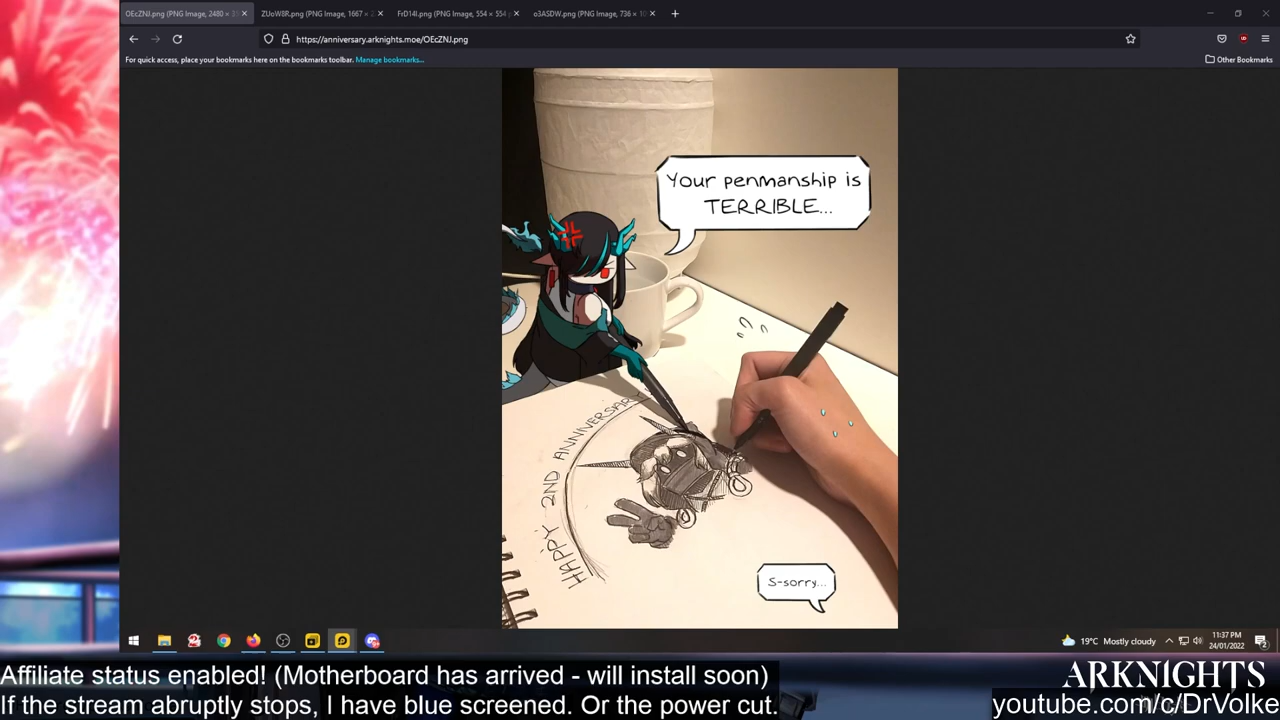 OEcZNJ.png (PNG Image, 2480 × 35
ZUoW8R.png (PNG Image, 1667 × 2
FrD14l.png (PNG Image, 554 × 554 p
o3ASDW.png (PNG Image, 736 × 10
https://anniversary.arknights.moe/OEcZNJ.png
For quick access, place your bookmarks here on the bookmarks toolbar. Manage bookmarks...
Other Bookmarks
Your penmanship is
TERRIBLE...
HAPPY 2ND ANNIVERSARY
S-sorry...
19°C Mostly cloudy
11:37 PM
24/01/2022
Affiliate status enabled! (Motherboard has arrived - will install soon)
If the stream abruptly stops, I have blue screened. Or the power cut.
ARKNIGHTS
youtube.com/c/DrVolke